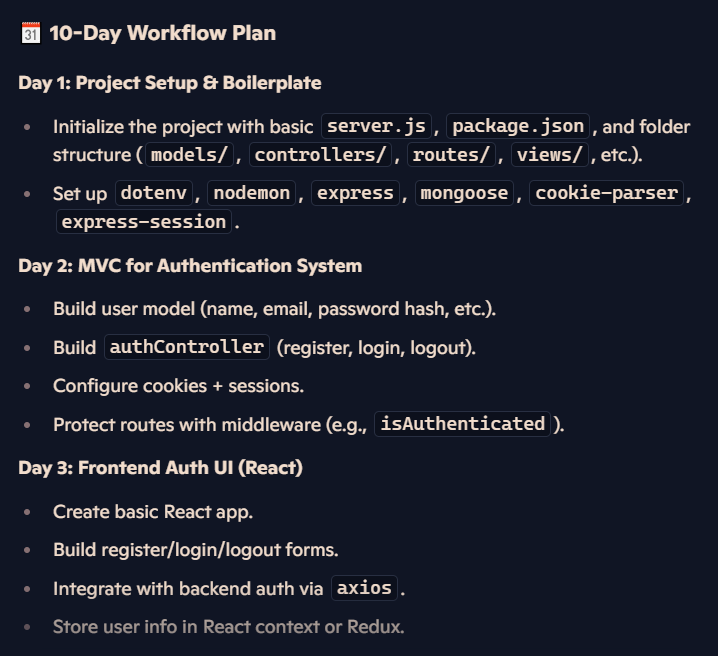 31 10-Day Workflow Plan
Day 1: Project Setup & Boilerplate
Initialize the project with basic server.js, package.json, and folder
structure (models/, controllers/, routes/, views/, etc.).
Set up dotenv, nodemon, express, mongoose, cookie-parser,
express-session.
Day 2: MVC for Authentication System
Build user model (name, email, password hash, etc.).
Build authController (register, login, logout).
Configure cookies + sessions.
Protect routes with middleware (e.g., isAuthenticated).
Day 3: Frontend Auth UI (React)
Create basic React app.
Build register/login/logout forms.
Integrate with backend auth via axios.
Store user info in React context or Redux.